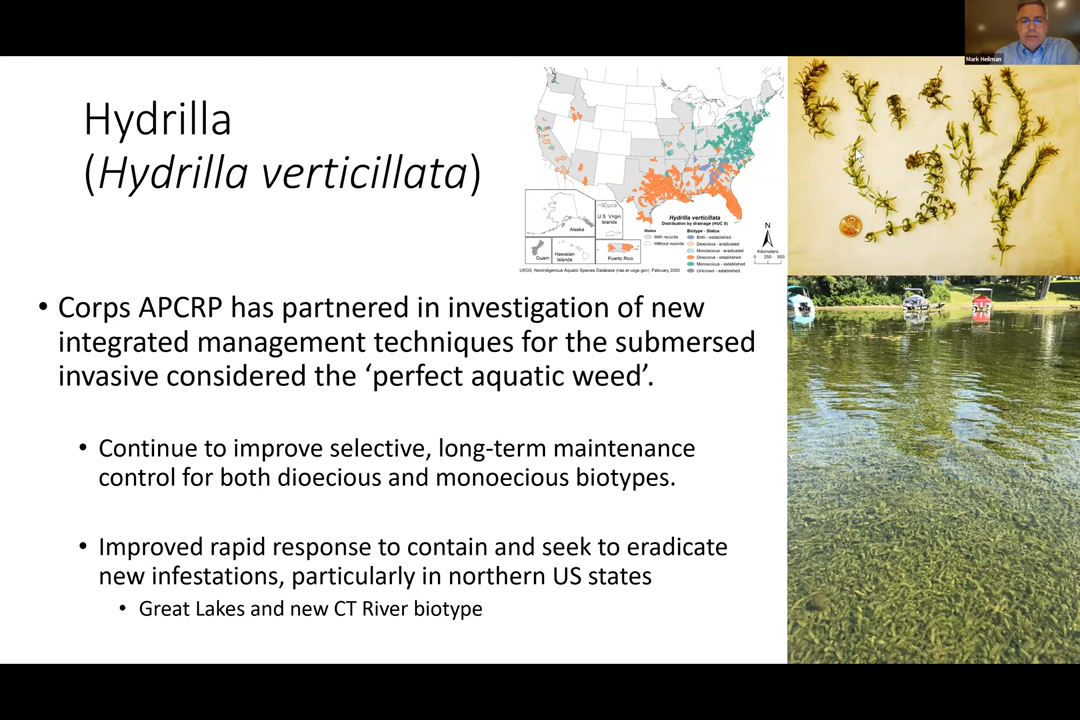 Mark Heilman
Hydrilla
(Hydrilla verticillata)
Alaska
U.S. Virgin
Islands
Guam
Hawaiian
Islands
Puerto Rico
Hydrilla verticillata
Distribution by drainage (HUC 8)
States
With records
Without records
Biotype - Status
Both - established
Dioecious - eradicated
Monoecious - eradicated
Dioecious - established
Monoecious - established
Unknown - established
N
Kilometers
0 250 500
USGS, Nonindigenous Aquatic Species Database (nas.er.usgs.gov) February 2020
• Corps APCRP has partnered in investigation of new
integrated management techniques for the submersed
invasive considered the ‘perfect aquatic weed’.
• Continue to improve selective, long-term maintenance
control for both dioecious and monoecious biotypes.
• Improved rapid response to contain and seek to eradicate
new infestations, particularly in northern US states
• Great Lakes and new CT River biotype